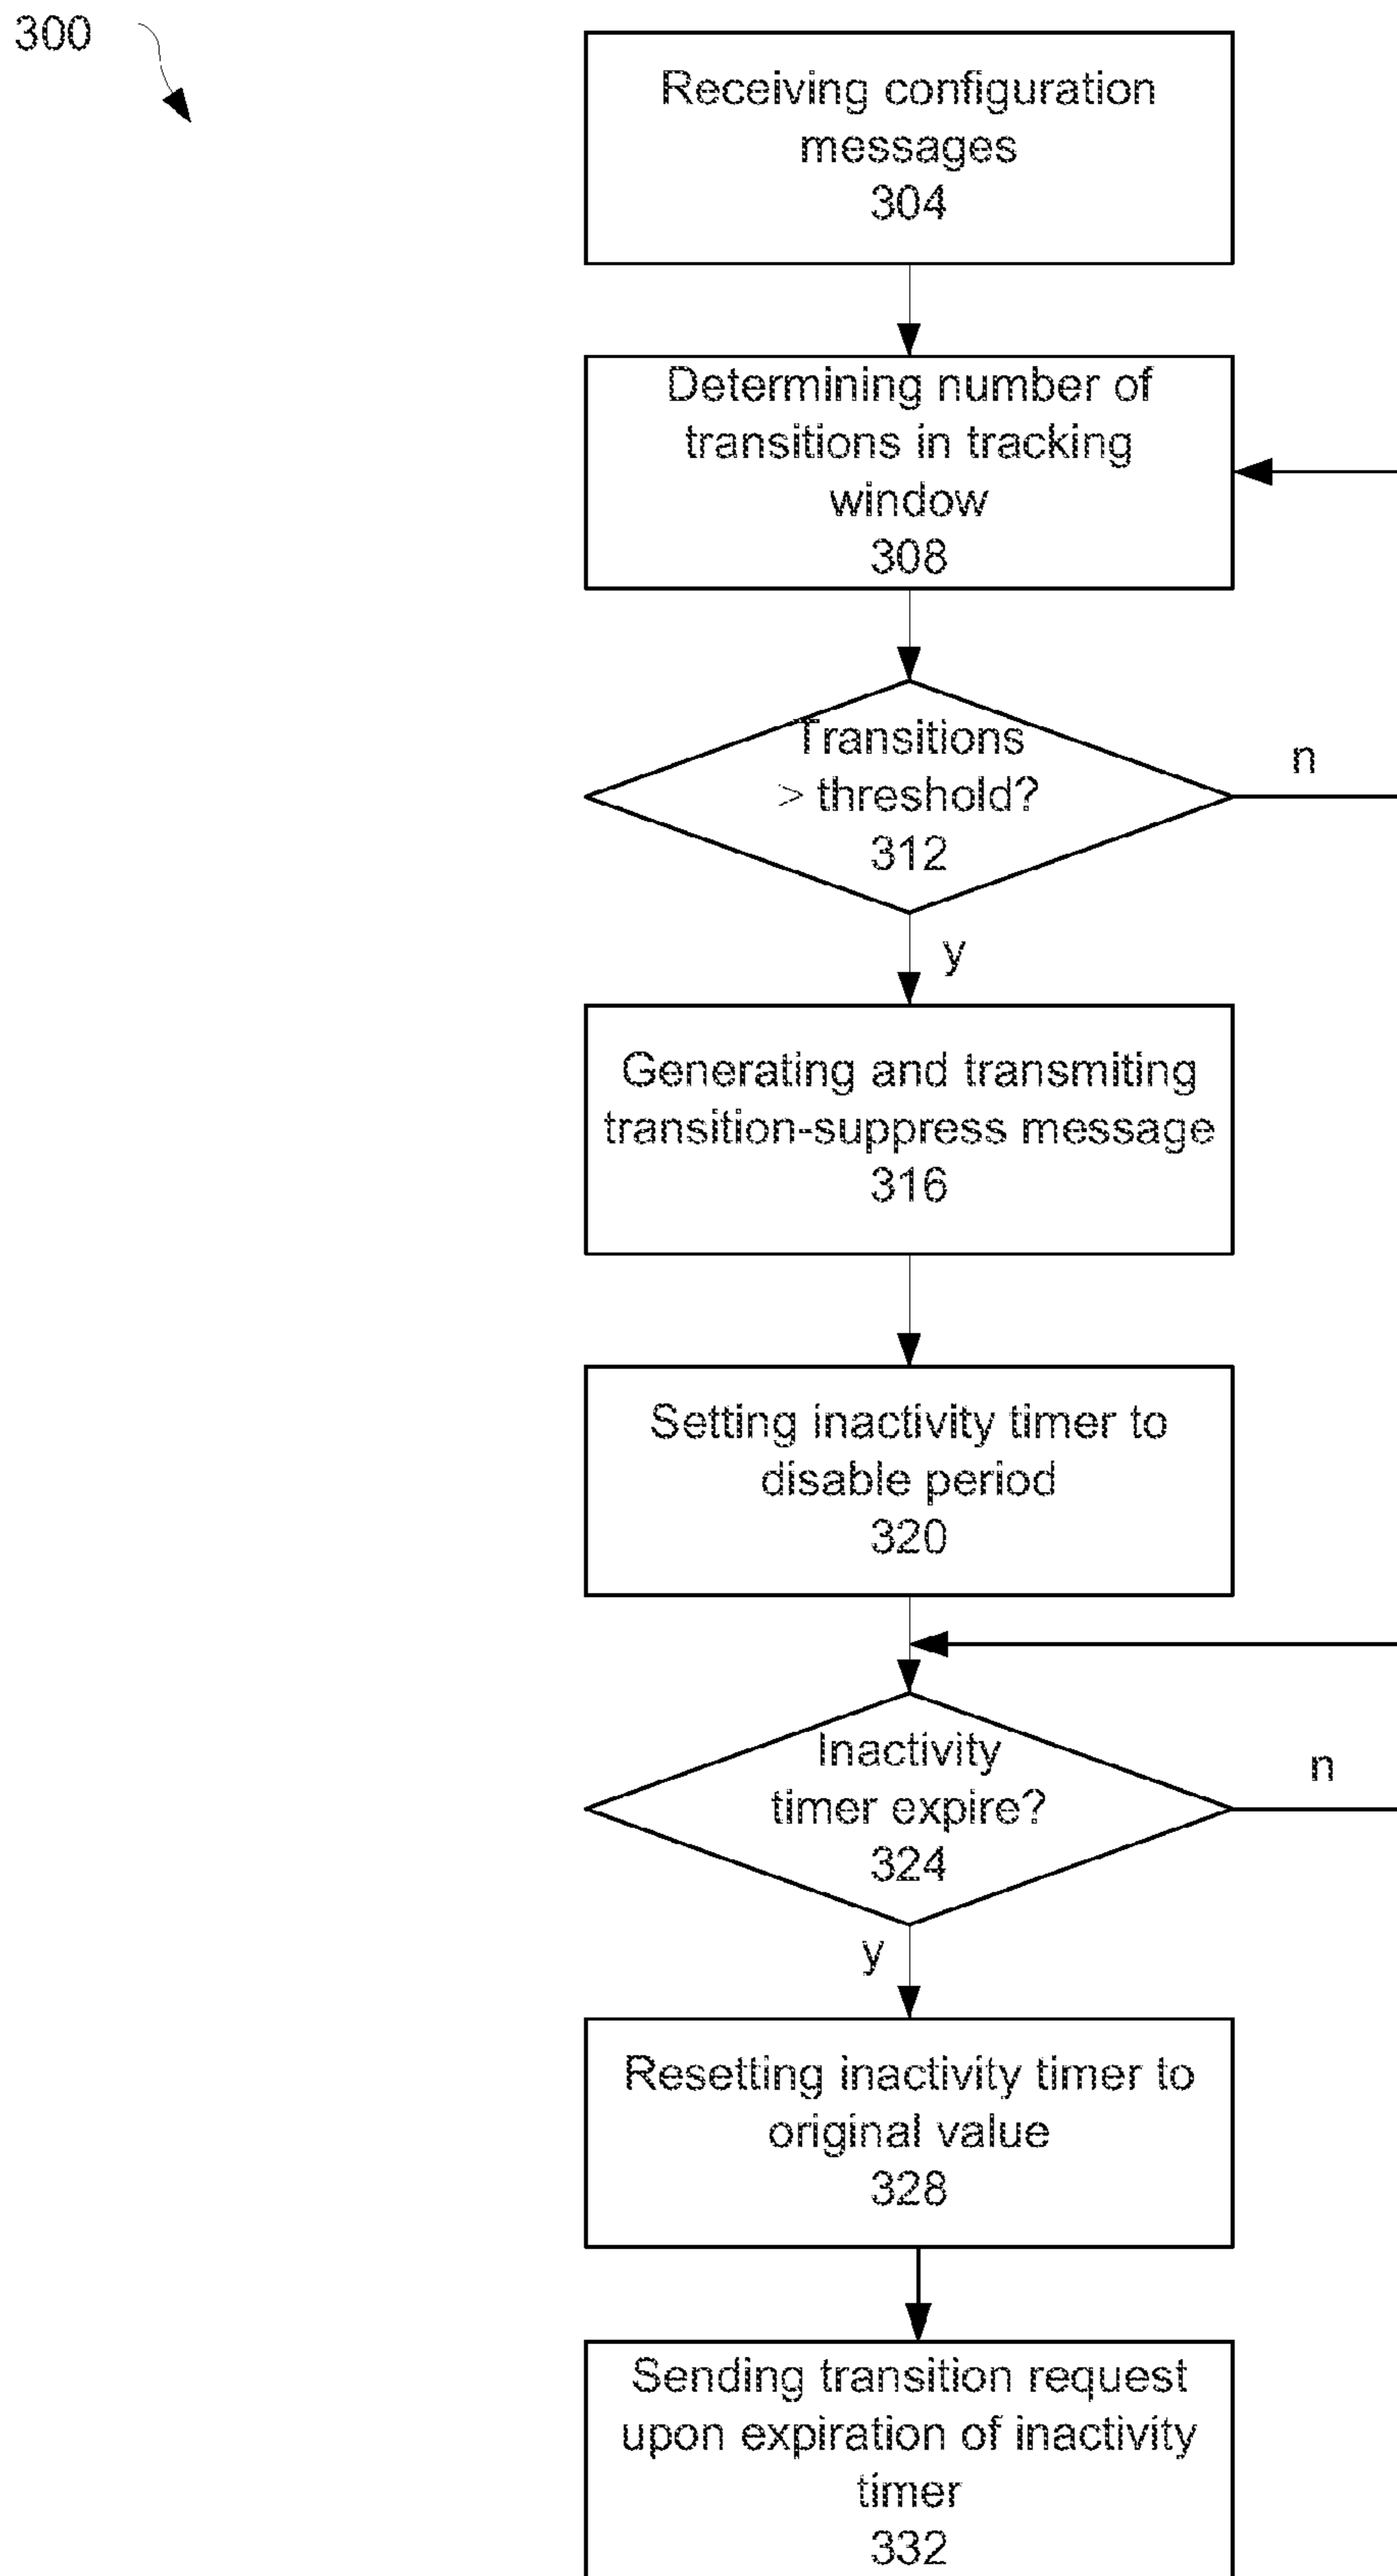 300
Receiving configuration
messages
304
Determining number of
transitions in tracking
window
308
Transitions
> threshold?
312
n
y
Generating and transmiting
transition-suppress message
316
Setting inactivity timer to
disable period
320
Inactivity
timer expire?
324
n
y
Resetting inactivity timer to
original value
328
Sending transition request
upon expiration of inactivity
timer
332